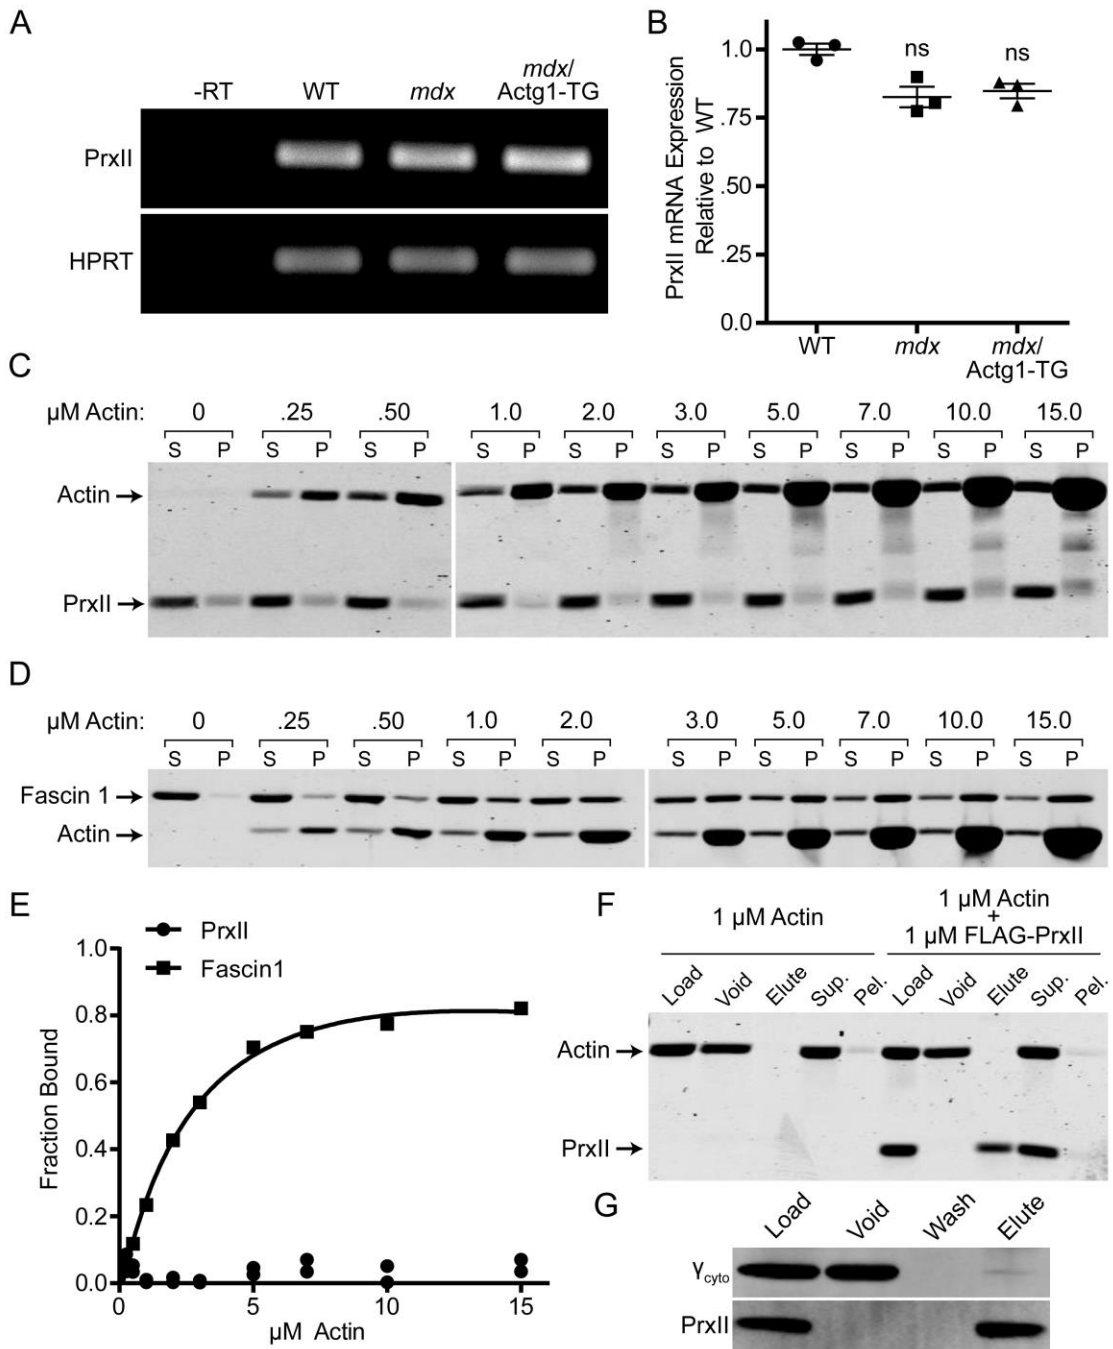 A
-RT WT mdx mdx/
Actg1-TG
PrxII
HPRT
B
PrxII mRNA Expression
Relative to WT
1.0
.75
.50
.25
0.0
ns
ns
WT mdx mdx/
Actg1-TG
C
µM Actin: 0 .25 .50 1.0 2.0 3.0 5.0 7.0 10.0 15.0
S P S P S P S P S P S P S P S P S P S P
Actin
PrxII
D
µM Actin: 0 .25 .50 1.0 2.0 3.0 5.0 7.0 10.0 15.0
S P S P S P S P S P S P S P S P S P S P
Fascin 1
Actin
E
PrxII
Fascin1
Fraction Bound
1.0
0.8
0.6
0.4
0.2
0.0
0 5 10 15
µM Actin
F
1 µM Actin
1 µM Actin
+
1 µM FLAG-PrxII
Load Void Elute Sup. Pel. Load Void Elute Sup. Pel.
Actin
PrxII
G
Load Void Wash Elute
γcyto
PrxII